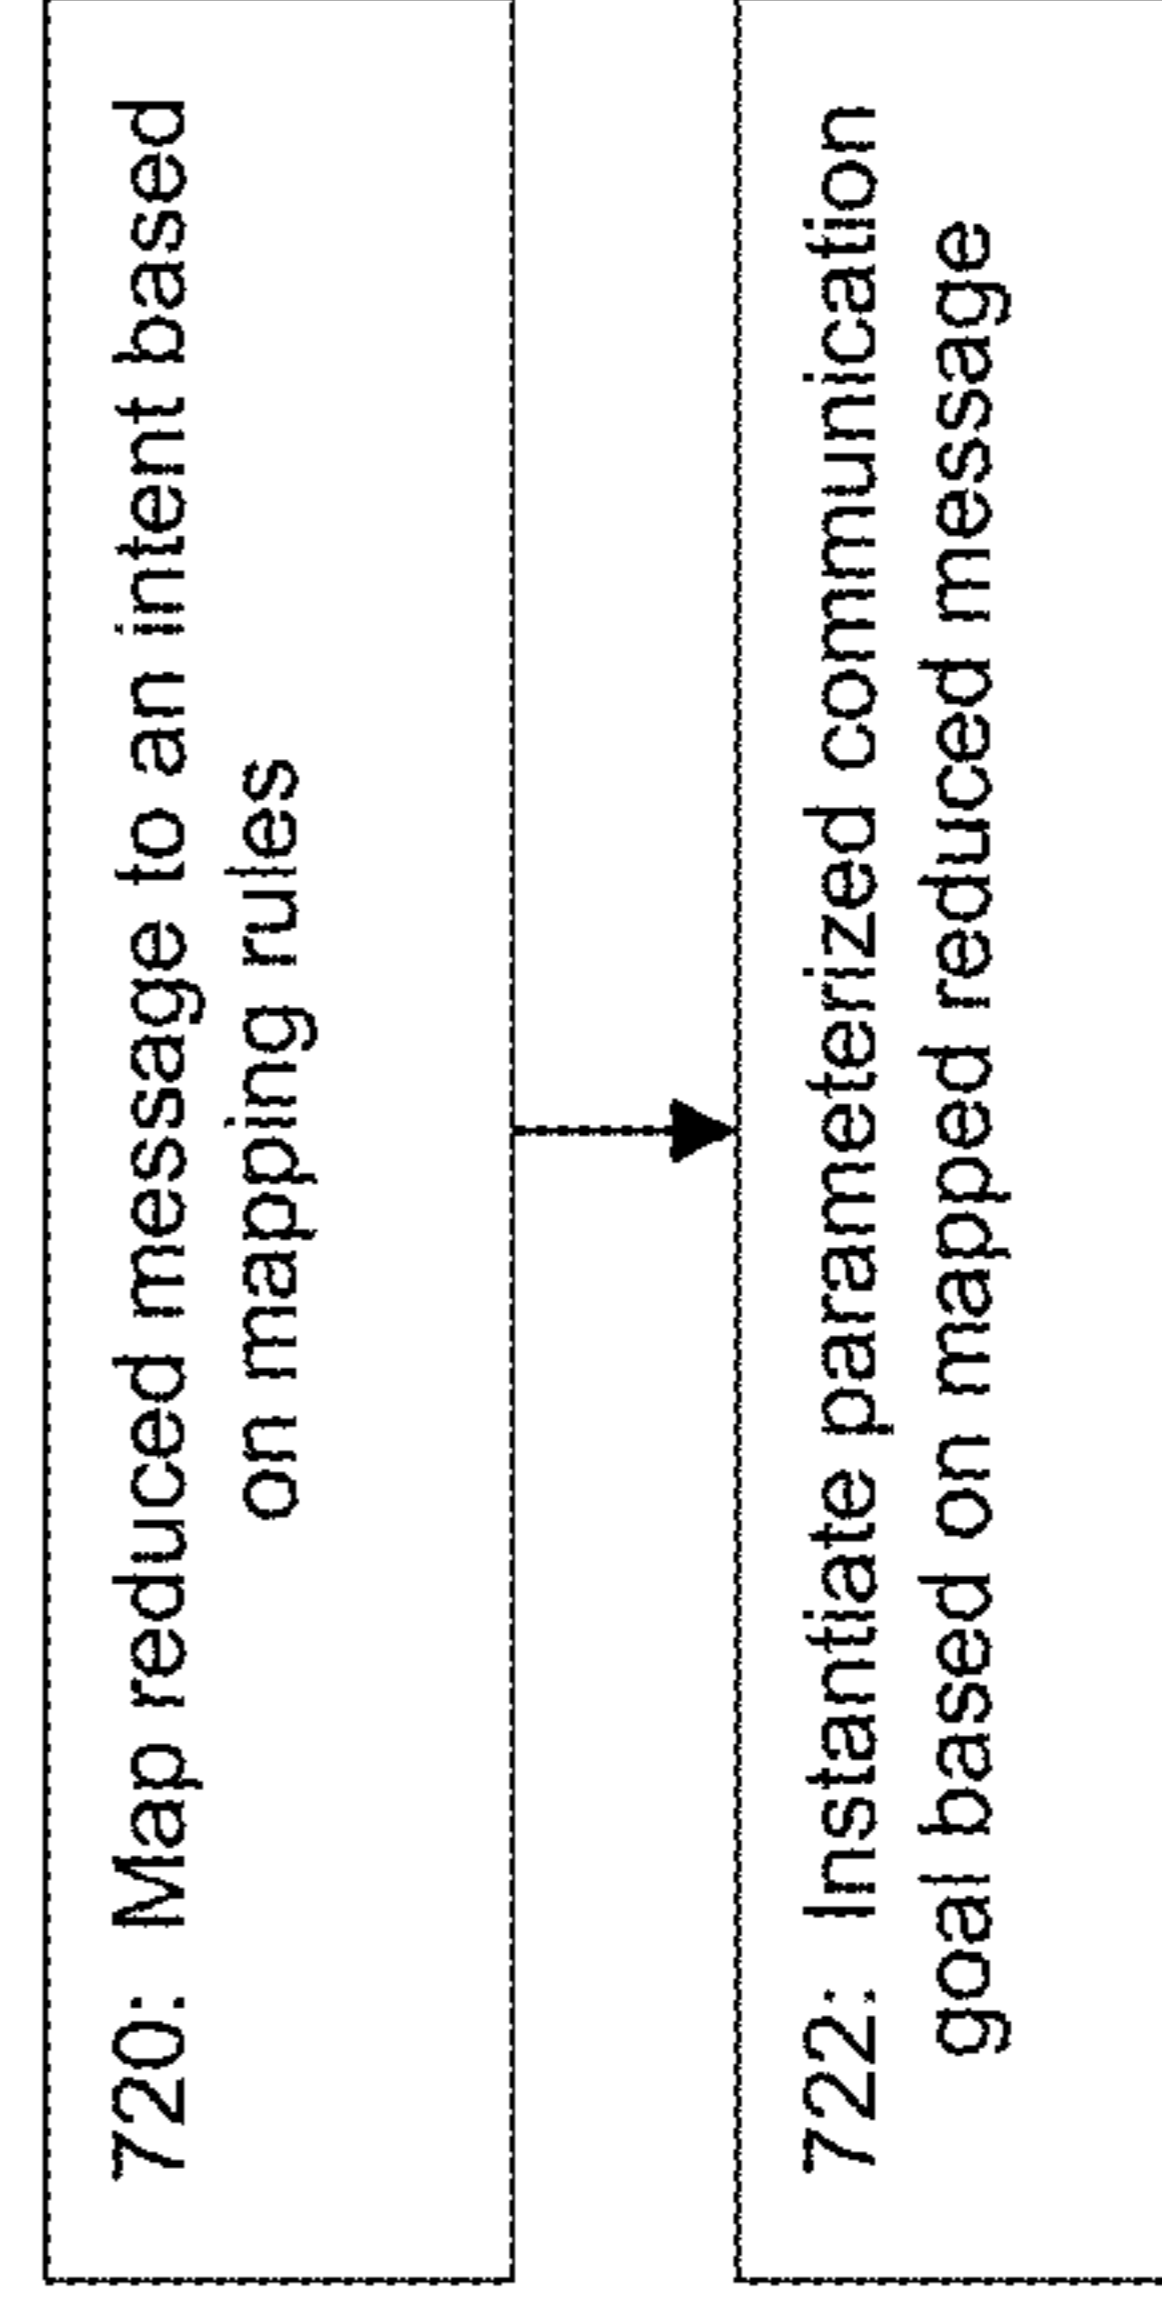 720: Map reduced message to an intent based
on mapping rules
722: Instantiate parameterized communication
goal based on mapped reduced message